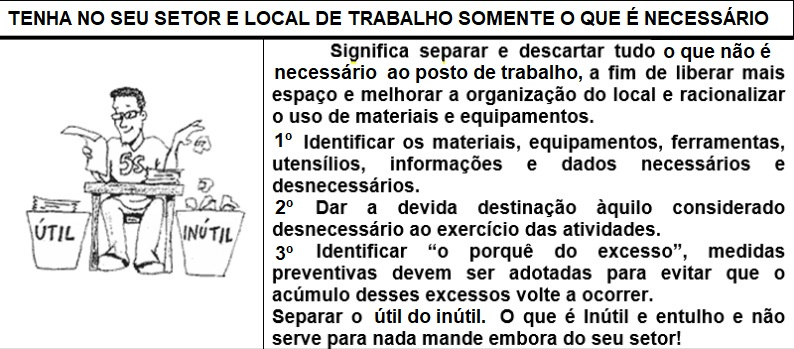 TENHA NO SEU SETOR E LOCAL DE TRABALHO SOMENTE O QUE É NECESSÁRIO
5S
ÚTIL
INÚTIL
Significa separar e descartar tudo o que não é
necessário ao posto de trabalho, a fim de liberar mais
espaço e melhorar a organização do local e racionalizar
o uso de materiais e equipamentos.
1º Identificar os materiais, equipamentos, ferramentas,
utensílios, informações e dados necessários e
desnecessários.
2º Dar a devida destinação àquilo considerado
desnecessário ao exercício das atividades.
3º Identificar “o porquê do excesso”, medidas
preventivas devem ser adotadas para evitar que o
acúmulo desses excessos volte a ocorrer.
Separar o útil do inútil. O que é Inútil e entulho e não
serve para nada mande embora do seu setor!